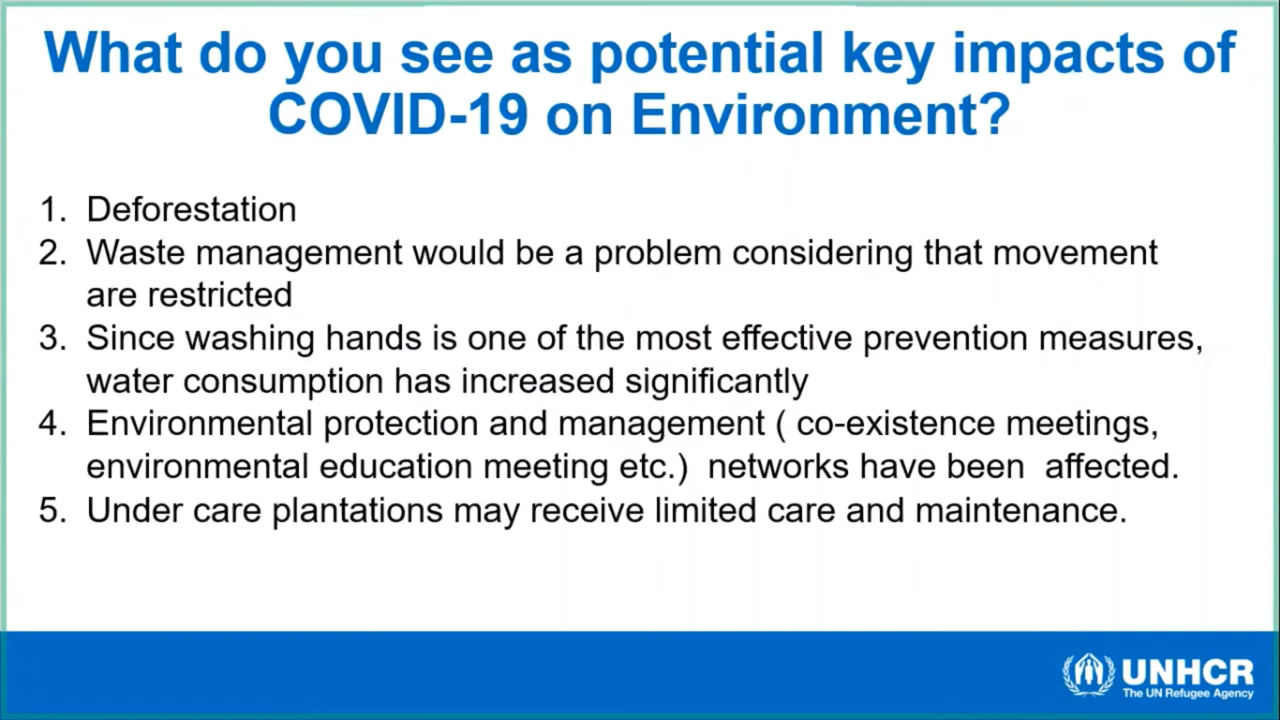 What do you see as potential key impacts of
COVID-19 on Environment?
1. Deforestation
2. Waste management would be a problem considering that movement
are restricted
3. Since washing hands is one of the most effective prevention measures,
water consumption has increased significantly
4. Environmental protection and management ( co-existence meetings,
environmental education meeting etc.)  networks have been  affected.
5. Under care plantations may receive limited care and maintenance.
UNHCR
The UN Refugee Agency